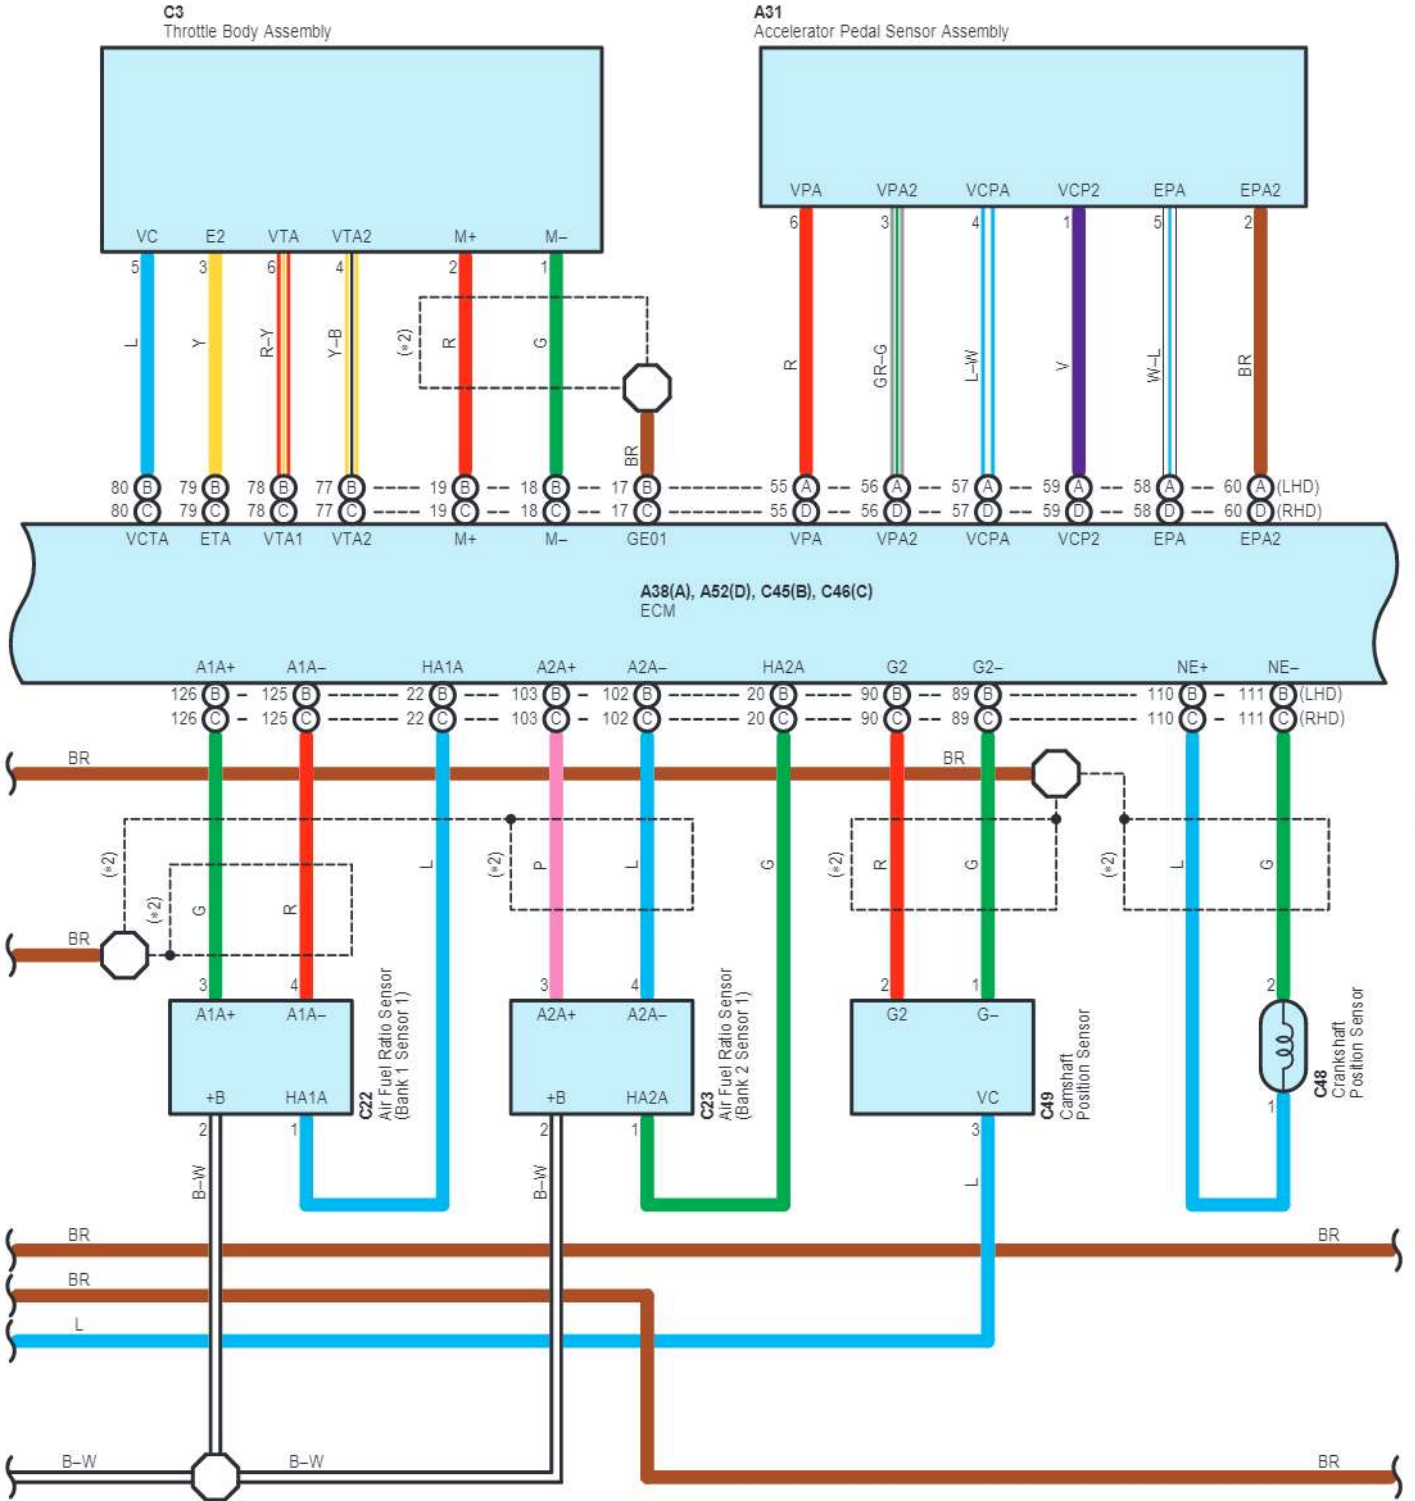 C3
Throttle Body Assembly
A31
Accelerator Pedal Sensor Assembly
VPA VPA2 VCPA VCP2 EPA EPA2
6 3 4 1 5 2
VC E2 VTA VTA2 M+ M–
5 3 6 4 2 1
L Y R–Y Y–B (*2) R G
R GR–G L–W V W–L BR
BR
80 B 79 B 78 B 77 B 19 B 18 B 17 B 55 A 56 A 57 A 59 A 58 A 60 A (LHD)
80 C 79 C 78 C 77 C 19 C 18 C 17 C 55 D 56 D 57 D 59 D 58 D 60 D (RHD)
VCTA ETA VTA1 VTA2 M+ M– GE01 VPA VPA2 VCPA VCP2 EPA EPA2
A38(A), A52(D), C45(B), C46(C)
ECM
A1A+ A1A– HA1A A2A+ A2A– HA2A G2 G2– NE+ NE–
126 B 125 B 22 B 103 B 102 B 20 B 90 B 89 B 110 B 111 B (LHD)
126 C 125 C 22 C 103 C 102 C 20 C 90 C 89 C 110 C 111 C (RHD)
BR BR
(*2) L (*2) P L G (*2) R G (*2) L G
(*2) G R
BR
3 4 3 4 2 1 2
A1A+ A1A– A2A+ A2A– G2 G–
+B HA1A +B HA2A VC
C22
Air Fuel Ratio Sensor
(Bank 1 Sensor 1)
C23
Air Fuel Ratio Sensor
(Bank 2 Sensor 1)
C49
Camshaft
Position Sensor
C48
Crankshaft
Position Sensor
2 1 2 1 3 1
B–W B–W L
BR BR
BR
L
B–W B–W BR